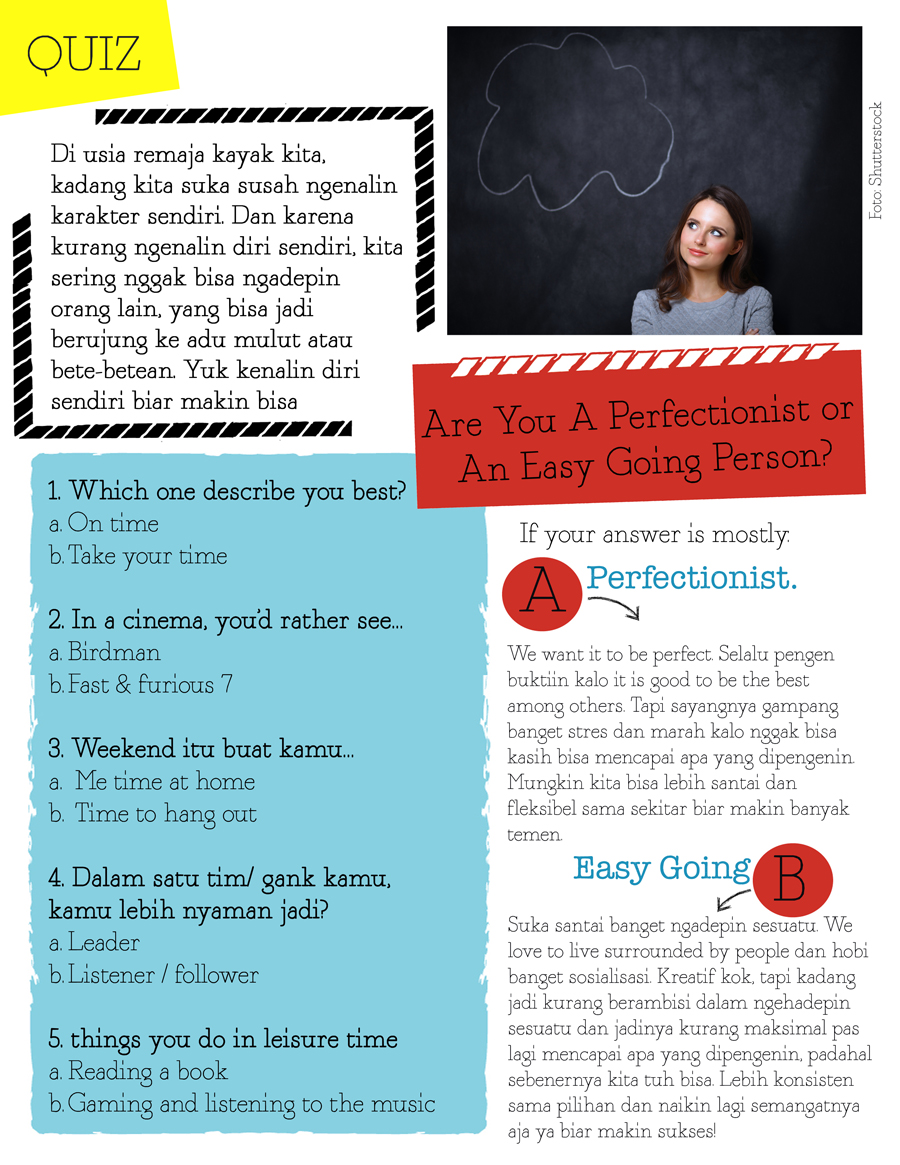 QUIZ
Di usia remaja kayak kita,
kadang kita suka susah ngenalin
karakter sendiri. Dan karena
kurang ngenalin diri sendiri, kita
sering nggak bisa ngadepin
orang lain, yang bisa jadi
berujung ke adu mulut atau
bete-betean. Yuk kenalin diri
sendiri biar makin bisa
Foto: Shutterstock
Are You A Perfectionist or
An Easy Going Person?
1. Which one describe you best?
a. On time
b. Take your time
2. In a cinema, you'd rather see...
a. Birdman
b. Fast & furious 7
3. Weekend itu buat kamu...
a. Me time at home
b. Time to hang out
4. Dalam satu tim/ gank kamu,
kamu lebih nyaman jadi?
a. Leader
b. Listener / follower
5. things you do in leisure time
a. Reading a book
b. Gaming and listening to the music
If your answer is mostly:
A Perfectionist.
We want it to be perfect. Selalu pengen
buktiin kalo it is good to be the best
among others. Tapi sayangnya gampang
banget stres dan marah kalo nggak bisa
kasih bisa mencapai apa yang dipengenin.
Mungkin kita bisa lebih santai dan
fleksibel sama sekitar biar makin banyak
temen.
Easy Going B
Suka santai banget ngadepin sesuatu. We
love to live surrounded by people dan hobi
banget sosialisasi. Kreatif kok, tapi kadang
jadi kurang berambisi dalam ngehadepin
sesuatu dan jadinya kurang maksimal pas
lagi mencapai apa yang dipengenin, padahal
sebenernya kita tuh bisa. Lebih konsisten
sama pilihan dan naikin lagi semangatnya
aja ya biar makin sukses!